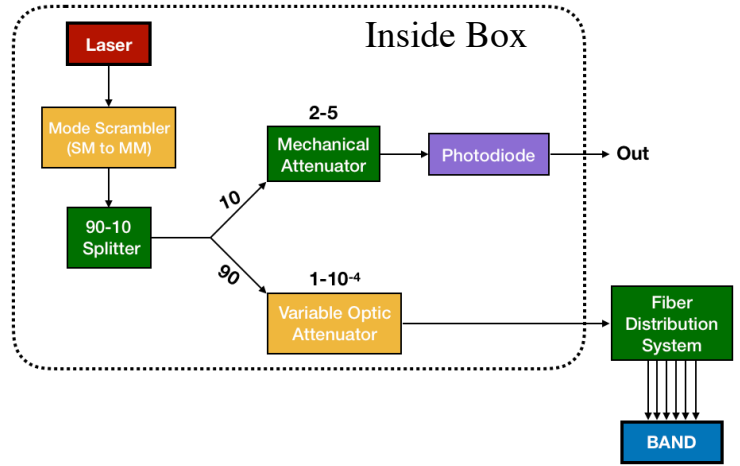 Inside Box
Laser
Mode Scrambler
(SM to MM)
90-10
Splitter
10
90
2-5
Mechanical
Attenuator
Photodiode
Out
1-10⁻⁴
Variable Optic
Attenuator
Fiber
Distribution
System
BAND